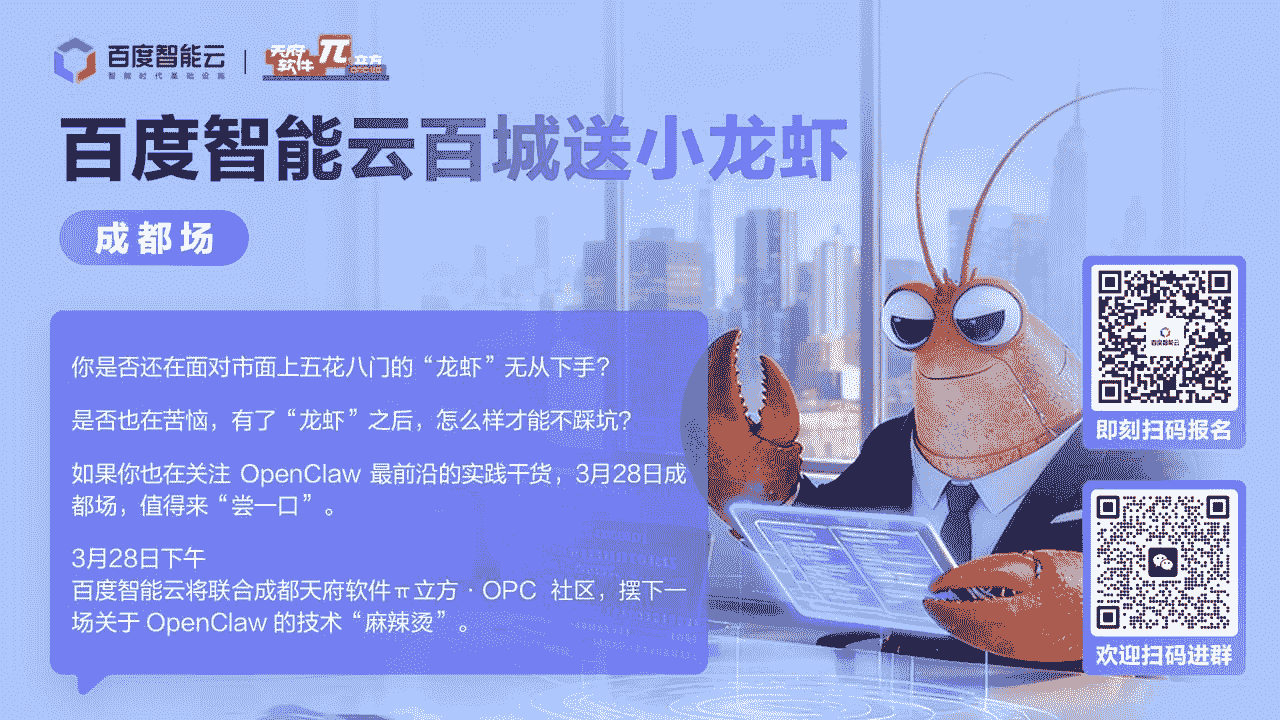 百度智能云
智能时代基础设施
天府
软件
π
立方
百度智能云百城送小龙虾
成都场
你是否还在面对市面上五花八门的“龙虾”无从下手?
是否也在苦恼，有了“龙虾”之后，怎么样才能不踩坑?
如果你也在关注 OpenClaw 最前沿的实践干货，3月28日成
都场，值得来“尝一口”。
3月28日下午
百度智能云将联合成都天府软件π立方·OPC 社区，摆下一
场关于 OpenClaw 的技术“麻辣烫”。
百度智能云
即刻扫码报名
欢迎扫码进群